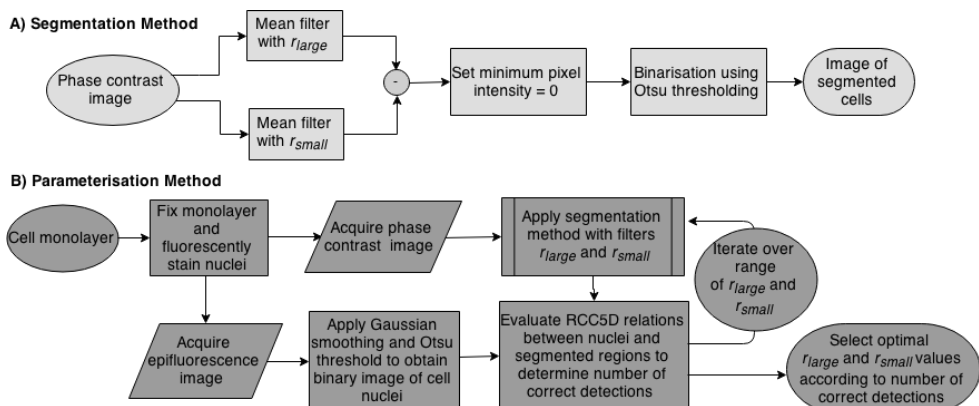 A) Segmentation Method
Phase contrast
image
Mean filter
with r_large
Mean filter
with r_small
-
Set minimum pixel
intensity = 0
Binarisation using
Otsu thresholding
Image of
segmented
cells
B) Parameterisation Method
Cell monolayer
Fix monolayer
and
fluorescently
stain nuclei
Acquire phase
contrast image
Apply segmentation
method with filters
r_large and r_small
Iterate over
range
of r_large and
r_small
Acquire
epifluorescence
image
Apply Gaussian
smoothing and Otsu
threshold to obtain
binary image of cell
nuclei
Evaluate RCC5D relations
between nuclei and
segmented regions to
determine number of
correct detections
Select optimal
r_large and r_small values
according to number of
correct detections